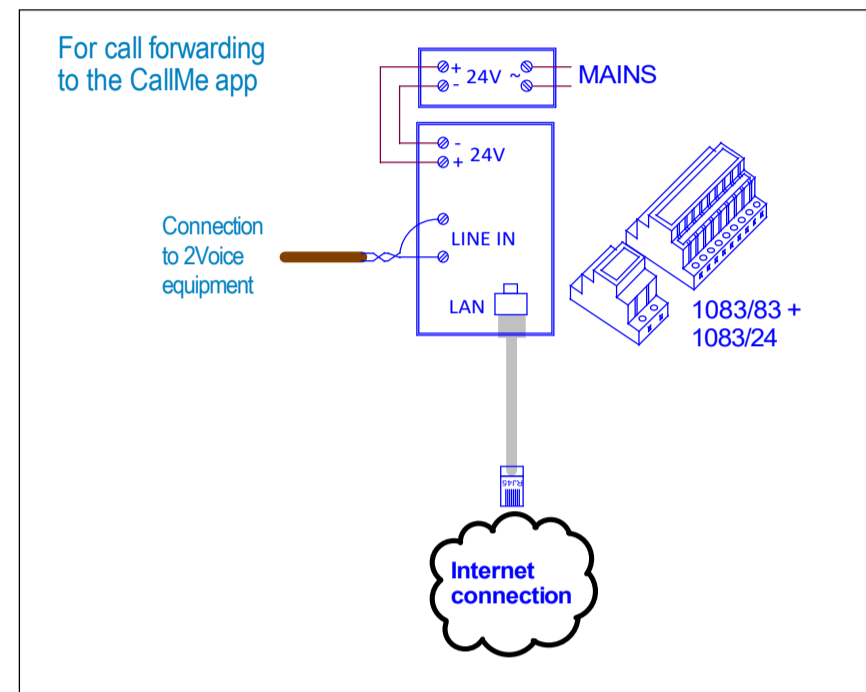 For call forwarding
to the CallMe app
+ 24V ~ MAINS
-
-
+ 24V
Connection
to 2Voice
equipment
LINE IN
LAN
1083/83 +
1083/24
RJ45
Internet
connection